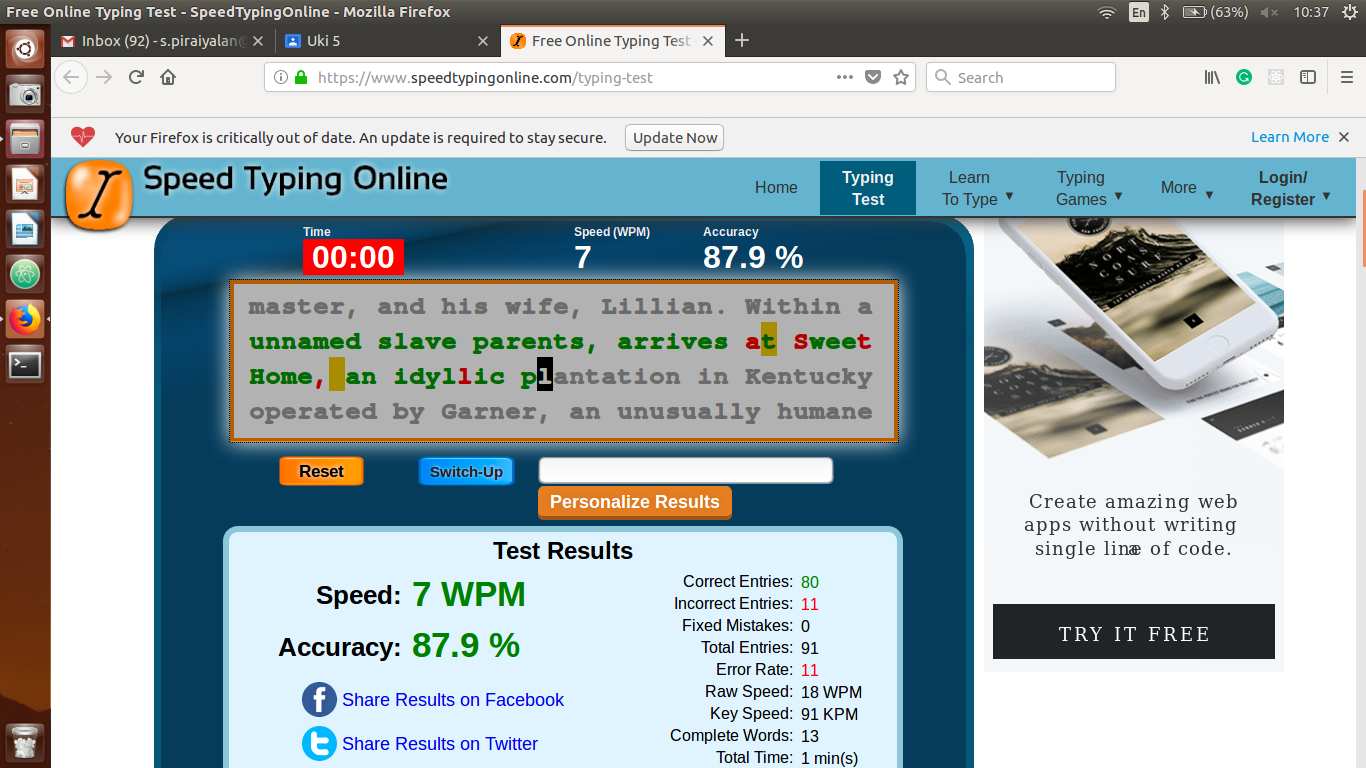 Free Online Typing Test - SpeedTypingOnline - Mozilla Firefox
En
(63%)
10:37
Inbox (92) - s.piraiyalan@
Uki 5
Free Online Typing Test -
https://www.speedtypingonline.com/typing-test
Search
Your Firefox is critically out of date. An update is required to stay secure.
Update Now
Learn More
Speed Typing Online
Home
Typing Test
Learn To Type
Typing Games
More
Login/ Register
Time
Speed (WPM)
Accuracy
00:00
7
87.9 %
master, and his wife, Lillian. Within a
unnamed slave parents, arrives at Sweet
Home, an idyllic plantation in Kentucky
operated by Garner, an unusually humane
Reset
Switch-Up
Personalize Results
Test Results
Speed: 7 WPM
Accuracy: 87.9 %
Share Results on Facebook
Share Results on Twitter
Correct Entries: 80
Incorrect Entries: 11
Fixed Mistakes: 0
Total Entries: 91
Error Rate: 11
Raw Speed: 18 WPM
Key Speed: 91 KPM
Complete Words: 13
Total Time: 1 min(s)
COAST
SURF
Create amazing web
apps without writing
single line of code.
TRY IT FREE